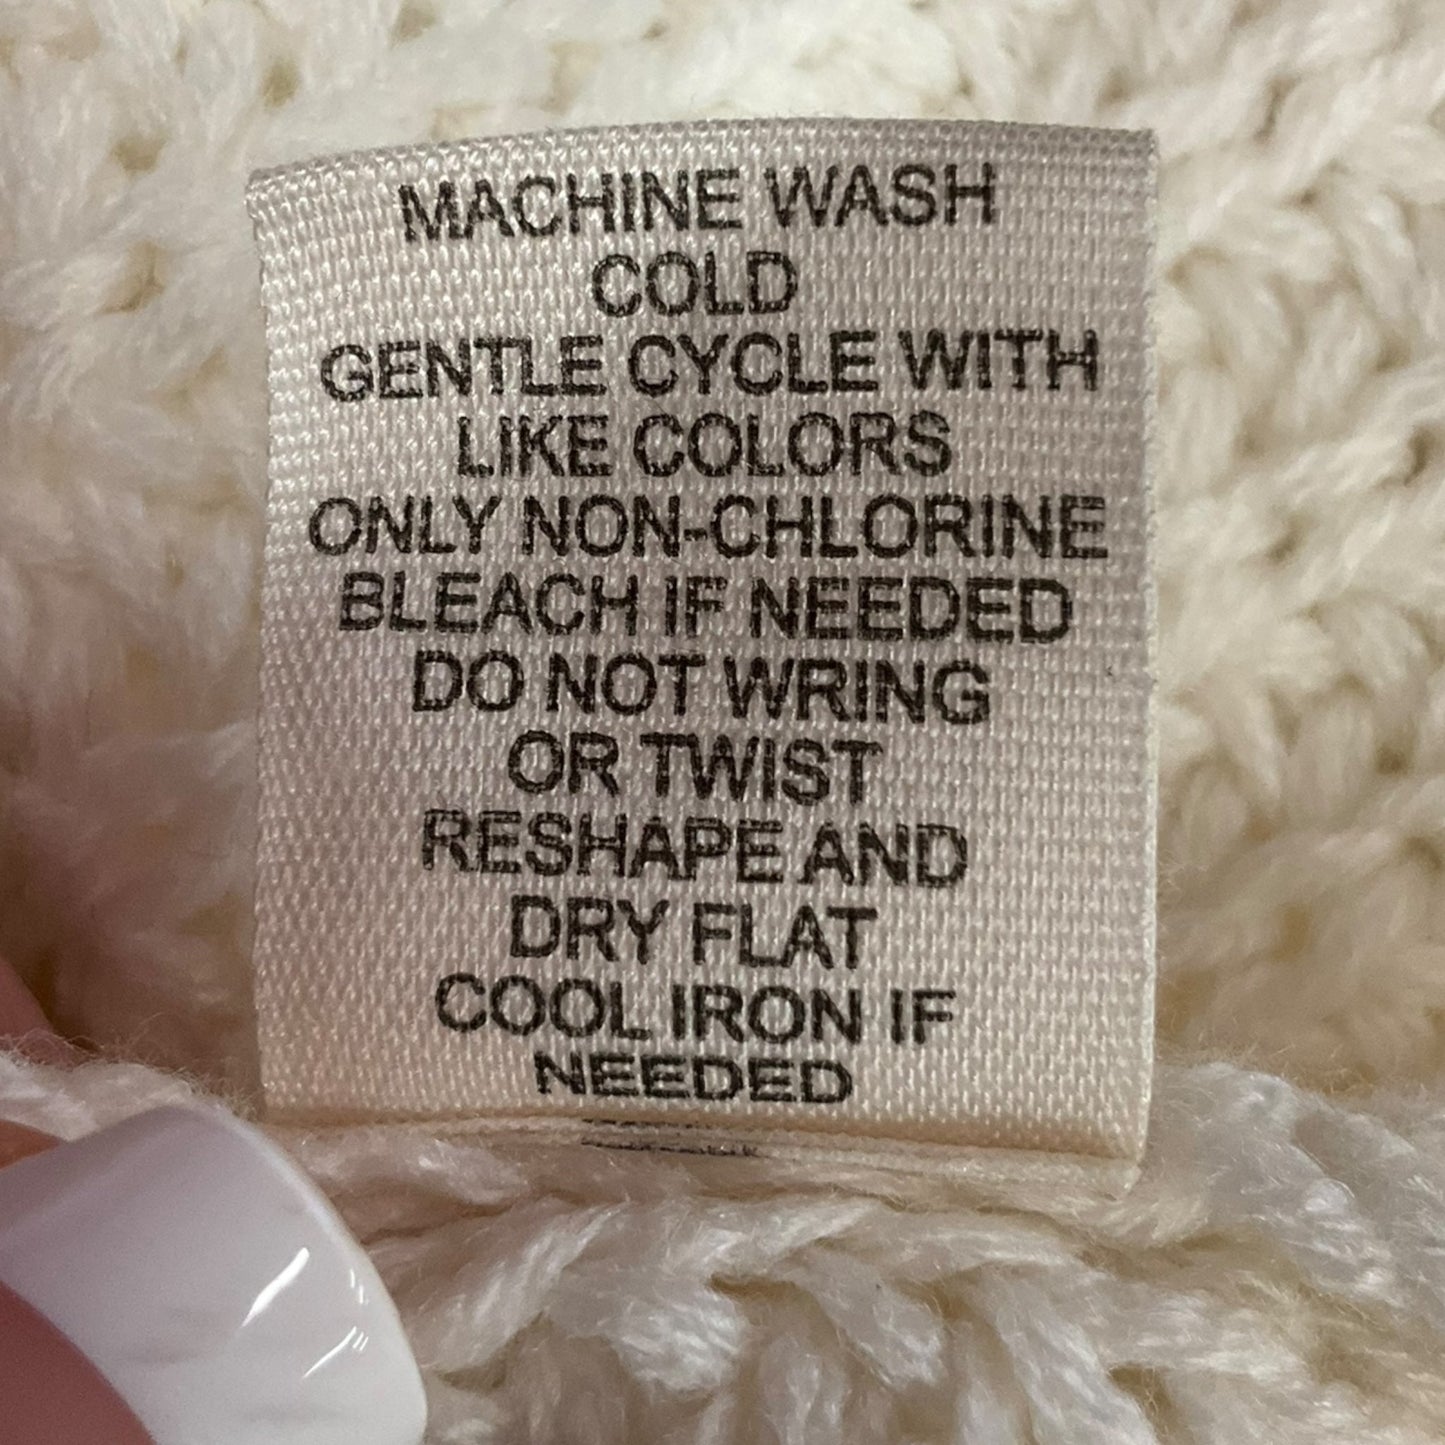 MACHINE WASH
COLD
GENTLE CYCLE WITH
LIKE COLORS
ONLY NON-CHLORINE
BLEACH IF NEEDED
DO NOT WRING
OR TWIST
RESHAPE AND
DRY FLAT
COOL IRON IF
NEEDED